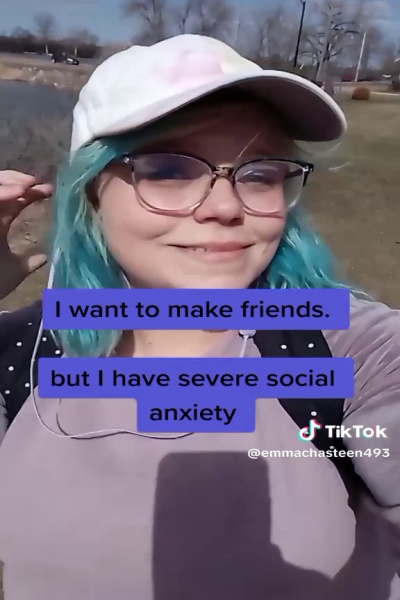 I want to make friends.
but I have severe social
anxiety
TikTok
@emmachasteen493